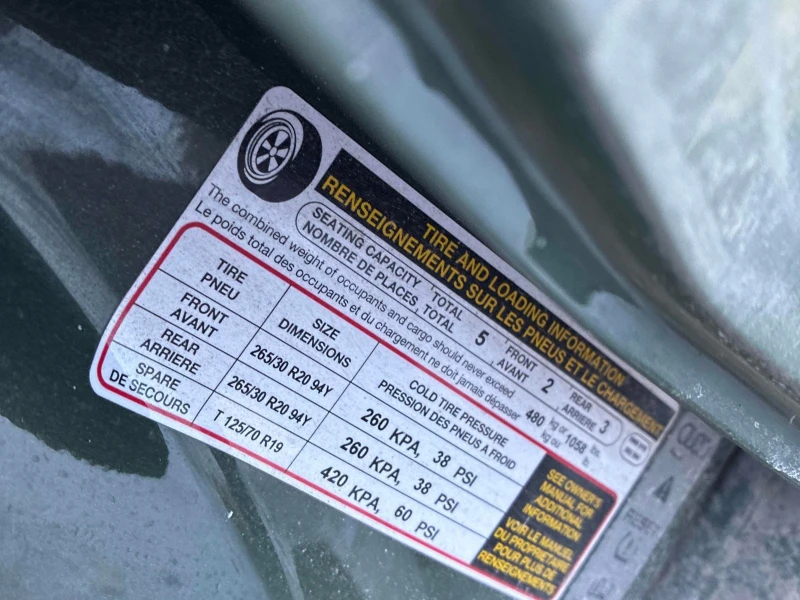 TIRE AND LOADING INFORMATION
RENSEIGNEMENTS SUR LES PNEUS ET LE CHARGEMENT
SEATING CAPACITY TOTAL 5 FRONT 2 REAR 3
NOMBRE DE PLACES TOTAL AVANT ARRIERE
The combined weight of occupants and cargo should never exceed 480 kg or 1058 lbs.
Le poids total des occupants et du chargement ne doit jamais dépasser kg ou lb.
TIRE SIZE COLD TIRE PRESSURE
PNEU DIMENSIONS PRESSION DES PNEUS A FROID
FRONT 265/30 R20 94Y 260 KPA, 38 PSI
AVANT
REAR 265/30 R20 94Y 260 KPA, 38 PSI
ARRIERE
SPARE T 125/70 R19 420 KPA, 60 PSI
DE SECOURS
SEE OWNER'S
MANUAL FOR
ADDITIONAL
INFORMATION
VOIR LE MANUEL
DU PROPRIETAIRE
POUR PLUS DE
RENSEIGNEMENTS
RESET